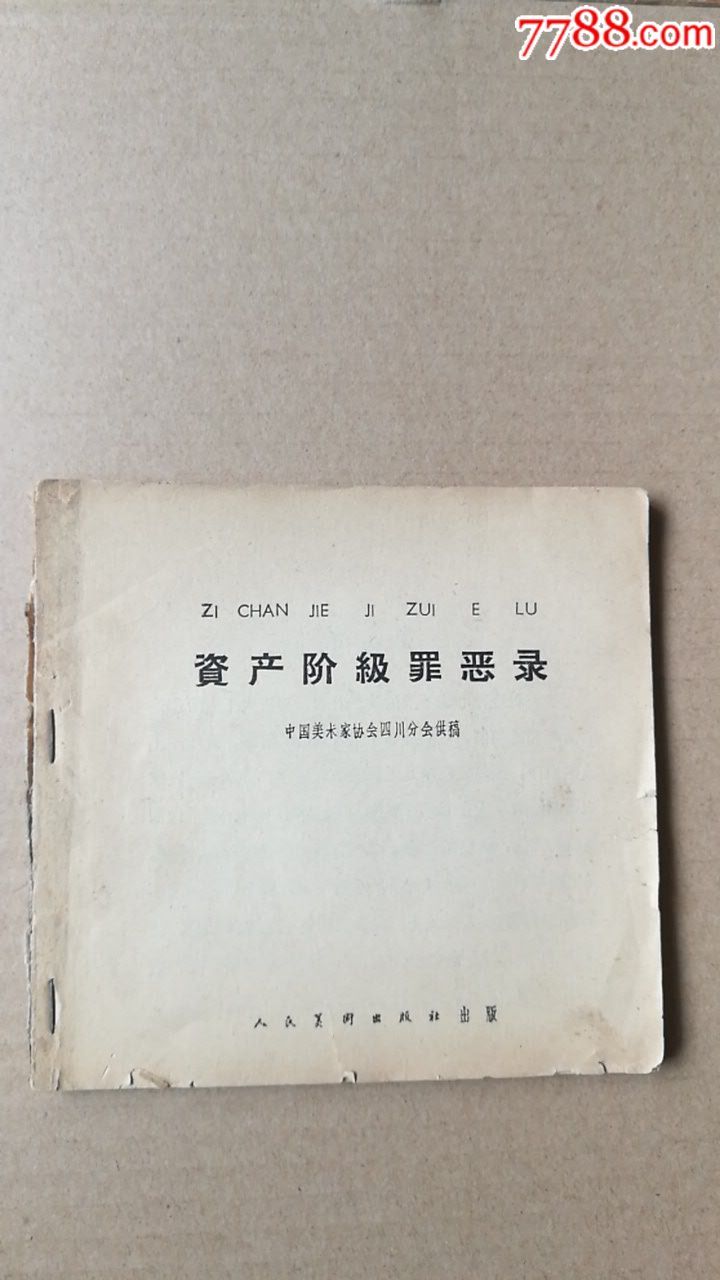 7788.com
ZI CHAN JIE JI ZUI E LU
資产阶級罪恶录
中国美术家协会四川分会供稿
人民美術出版社出版